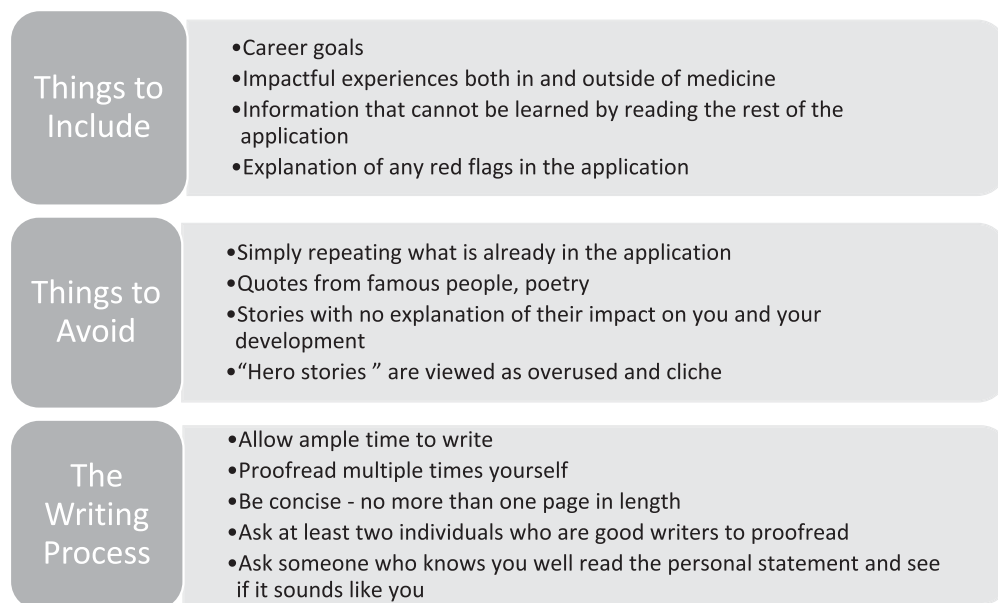 Things to
Include
•Career goals
•Impactful experiences both in and outside of medicine
•Information that cannot be learned by reading the rest of the
application
•Explanation of any red flags in the application
Things to
Avoid
•Simply repeating what is already in the application
•Quotes from famous people, poetry
•Stories with no explanation of their impact on you and your
development
•“Hero stories ” are viewed as overused and cliche
The
Writing
Process
•Allow ample time to write
•Proofread multiple times yourself
•Be concise - no more than one page in length
•Ask at least two individuals who are good writers to proofread
•Ask someone who knows you well read the personal statement and see
if it sounds like you